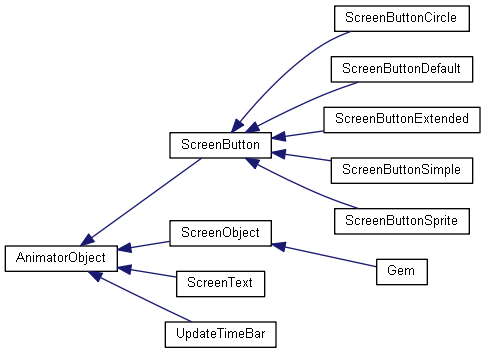 ScreenButtonCircle
ScreenButtonDefault
ScreenButtonExtended
ScreenButton
ScreenButtonSimple
ScreenButtonSprite
ScreenObject
AnimatorObject
Gem
ScreenText
UpdateTimeBar